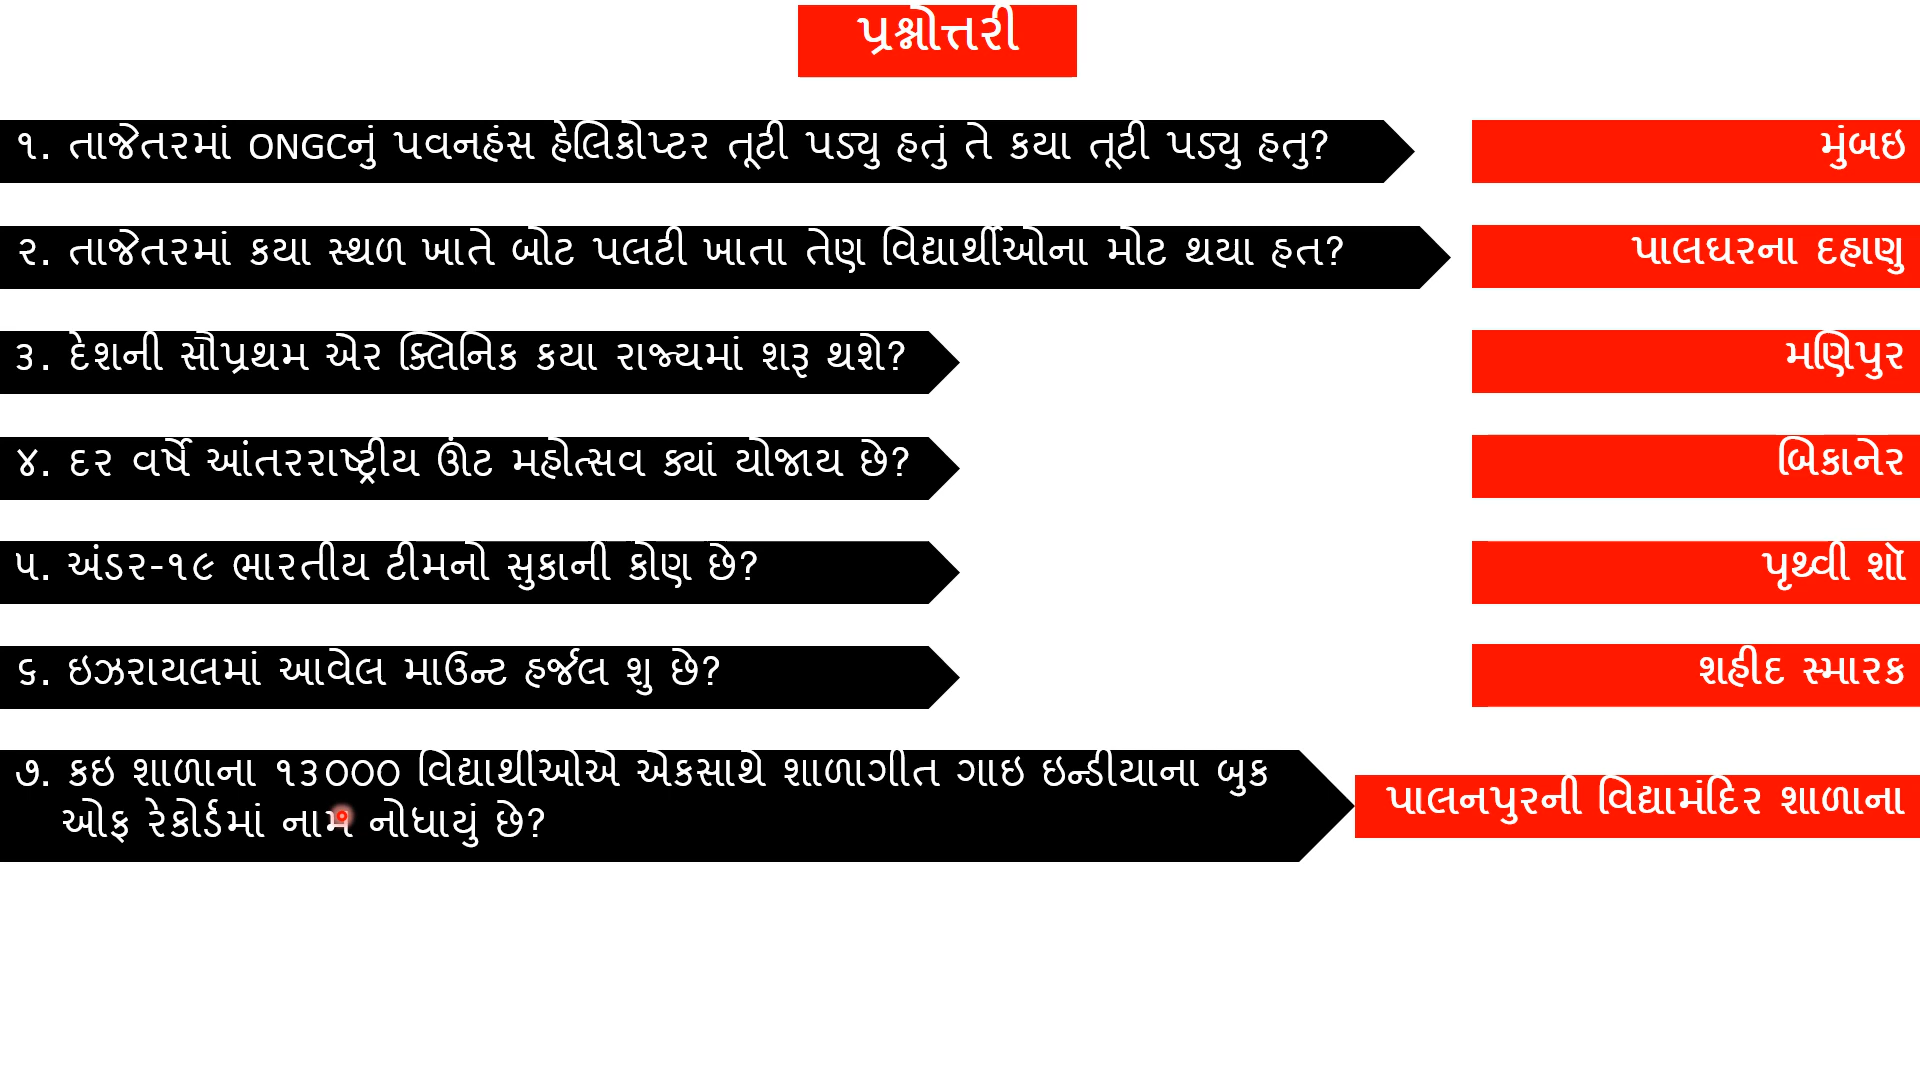 પ્રશ્નોત્તરી
૧. તાજેતરમાં ONGCનું પવનહંસ હેલિકોપ્ટર તૂટી પડ્યુ હતું તે કયા તૂટી પડ્યુ હતુ?
મુંબઇ
૨. તાજેતરમાં કયા સ્થળ ખાતે બોટ પલટી ખાતા તેણ વિદ્યાર્થીઓના મોટ થયા હત?
પાલઘરના દહાણુ
૩. દેશની સૌપ્રથમ એર ક્લિનિક કયા રાજ્યમાં શરૂ થશે?
મણિપુર
૪. દર વર્ષે આંતરરાષ્ટ્રીય ઊંટ મહોત્સવ ક્યાં યોજાય છે?
બિકાનેર
૫. અંડર-૧૯ ભારતીય ટીમનો સુકાની કોણ છે?
પૃથ્વી શૉ
૬. ઇઝરાયલમાં આવેલ માઉન્ટ હર્જલ શુ છે?
શહીદ સ્મારક
૭. કઇ શાળાના ૧૩૦૦૦ વિદ્યાર્થીઓએ એકસાથે શાળાગીત ગાઇ ઇન્ડીયાના બુક
ઓફ રેકોર્ડમાં નામ નોધાયું છે?
પાલનપુરની વિદ્યામંદિર શાળાના